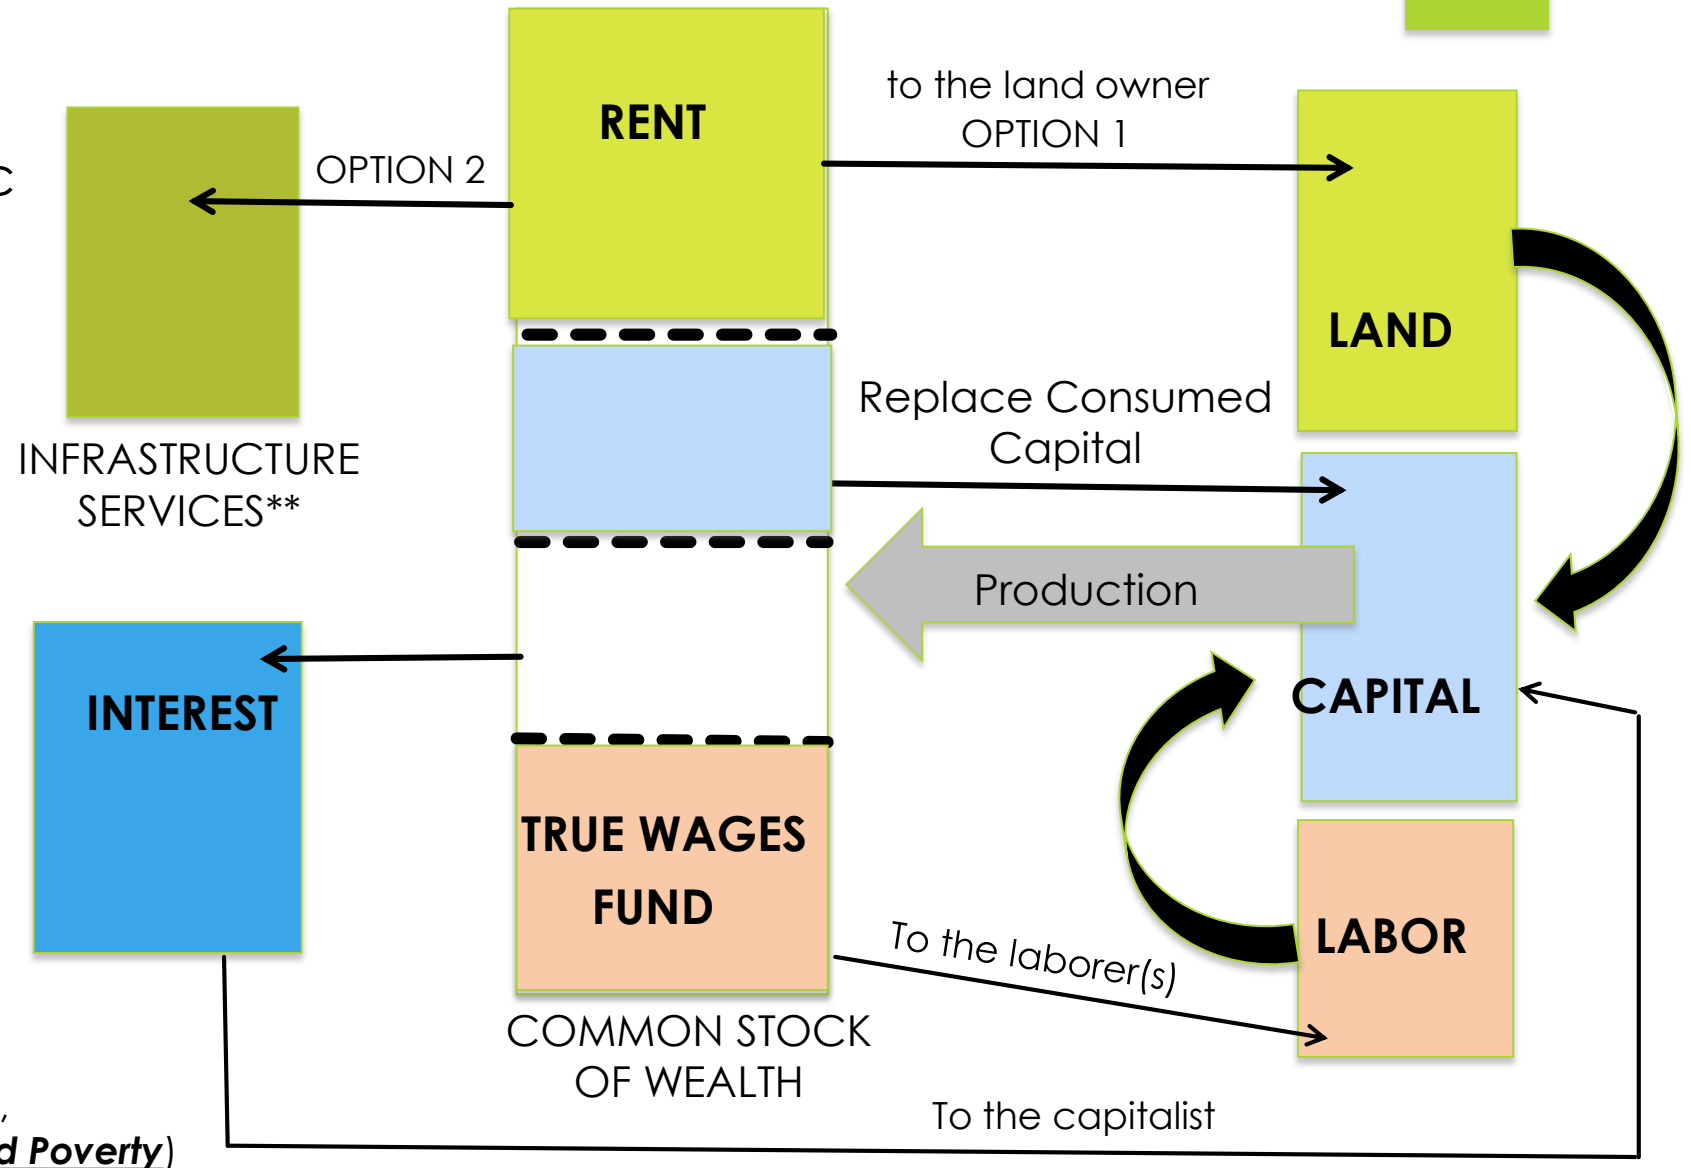 RENT
to the land owner
OPTION 1
C
OPTION 2
LAND
Replace Consumed
Capital
INFRASTRUCTURE
SERVICES**
Production
INTEREST
CAPITAL
TRUE WAGES
FUND
LABOR
To the laborer(s)
COMMON STOCK
OF WEALTH
To the capitalist
,
d Poverty)